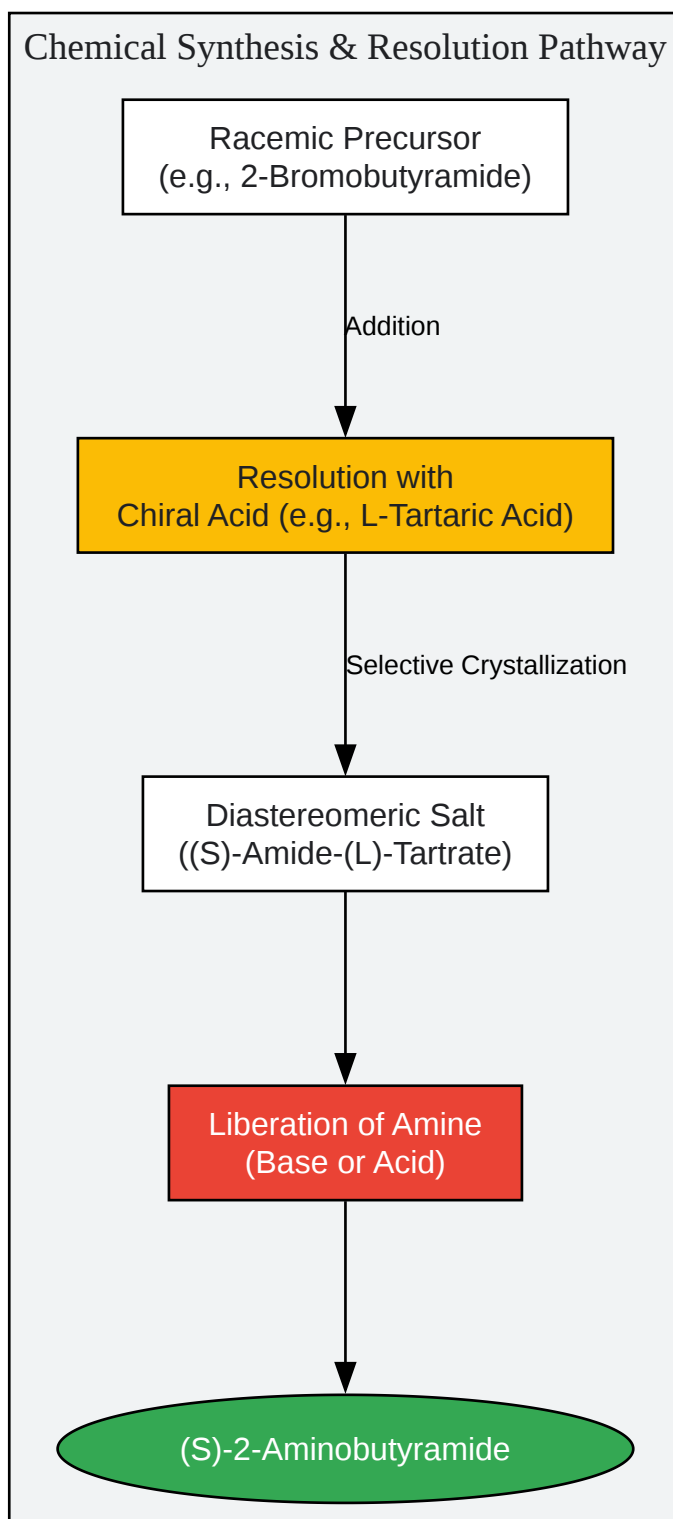 Chemical Synthesis & Resolution Pathway
Racemic Precursor
(e.g., 2-Bromobutyramide)
Addition
Resolution with
Chiral Acid (e.g., L-Tartaric Acid)
Selective Crystallization
Diastereomeric Salt
((S)-Amide-(L)-Tartrate)
Liberation of Amine
(Base or Acid)
(S)-2-Aminobutyramide